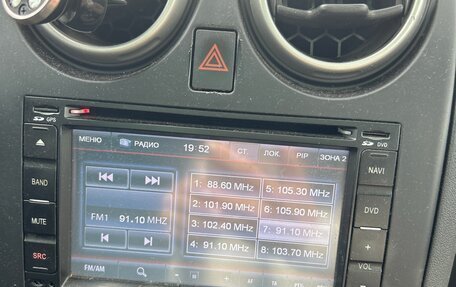 GPS
DVD
МЕНЮ РАДИО 19:52 СТ. ЛОК. PIP ЗОНА 2
BAND
MUTE
SRC
NAVI
DVD
+
VOL
1: 88.60 MHZ 5: 105.30 MHZ
2: 101.90 MHZ 6: 105.90 MHZ
FM1 91.10 MHZ
3: 102.40 MHZ 7: 91.10 MHZ
4: 91.10 MHZ 8: 103.70 MHZ
FM/AM